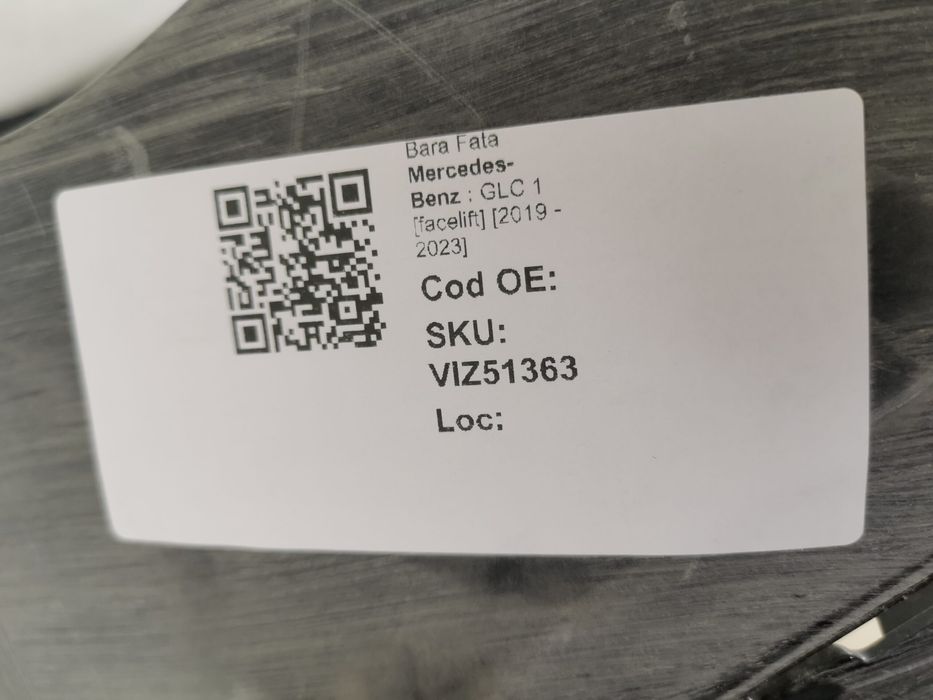 Bara Fata
Mercedes-
Benz : GLC 1
[facelift] [2019 -
2023]
Cod OE:
SKU:
VIZ51363
Loc: